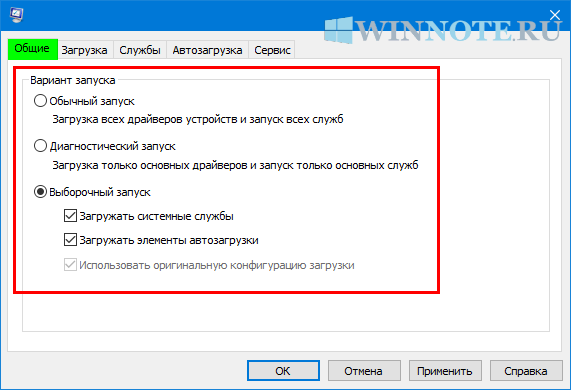 WINNOTE.RU
Общие Загрузка Службы Автозагрузка Сервис
Вариант запуска
Обычный запуск
Загрузка всех драйверов устройств и запуск всех служб
Диагностический запуск
Загрузка только основных драйверов и запуск только основных служб
Выборочный запуск
Загружать системные службы
Загружать элементы автозагрузки
Использовать оригинальную конфигурацию загрузки
ОК Отмена Применить Справка